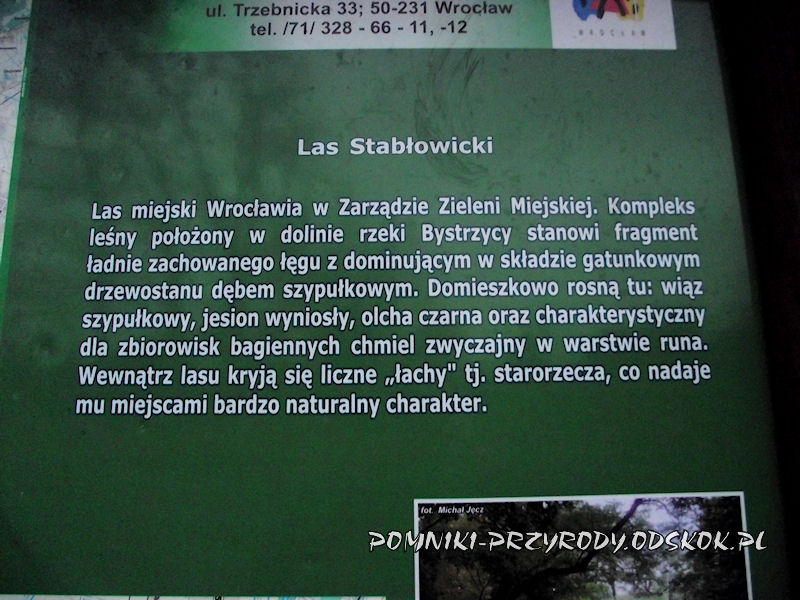 ul. Trzebnicka 33; 50-231 Wrocław
tel. /71/ 328 - 66 - 11, -12
WROCŁAW
Las Stabłowicki
Las miejski Wrocławia w Zarządzie Zieleni Miejskiej. Kompleks
leśny położony w dolinie rzeki Bystrzycy stanowi fragment
ładnie zachowanego łęgu z dominującym w składzie gatunkowym
drzewostanu dębem szypułkowym. Domieszkowo rosną tu: wiąz
szypułkowy, jesion wyniosły, olcha czarna oraz charakterystyczny
dla zbiorowisk bagiennych chmiel zwyczajny w warstwie runa.
Wewnątrz lasu kryją się liczne „łachy" tj. starorzecza, co nadaje
mu miejscami bardzo naturalny charakter.
fot. Michał Jęcz
POMNIKI-PRZYRODY.ODSKOK.PL